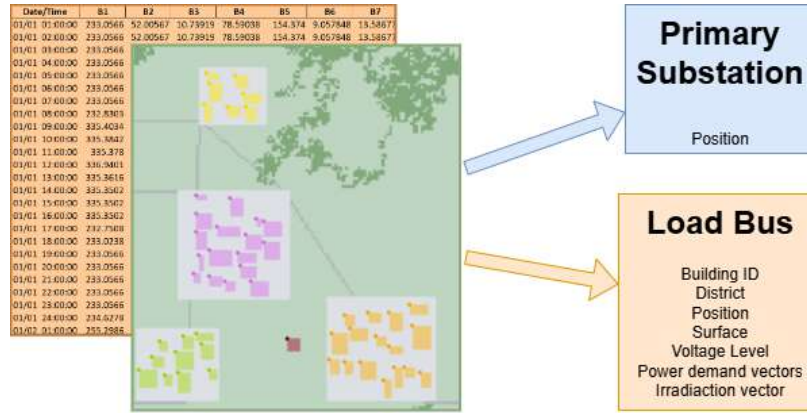 Date/Time B1 B2 B3 B4 B5 B6 B7
01/01 01:00:00 233.0566 52.00567 10.73919 78.59038 154.374 9.057848 13.58677
01/01 02:00:00 233.0566 52.00567 10.73919 78.59038 154.374 9.057848 13.58677
01/01 03:00:00 233.0566
01/01 04:00:00 233.0566
01/01 05:00:00 233.0566
01/01 06:00:00 233.0566
01/01 07:00:00 233.0566
01/01 08:00:00 232.8303
01/01 09:00:00 335.4034
01/01 10:00:00 335.3842
01/01 11:00:00 335.378
01/01 12:00:00 336.9401
01/01 13:00:00 335.3616
01/01 14:00:00 335.3502
01/01 15:00:00 335.3502
01/01 16:00:00 335.3502
01/01 17:00:00 232.7508
01/01 18:00:00 233.0238
01/01 19:00:00 233.0566
01/01 20:00:00 233.0566
01/01 21:00:00 233.0566
01/01 22:00:00 233.0566
01/01 23:00:00 233.0566
01/01 24:00:00 234.6278
01/02 01:00:00 255.2986
Primary
Substation
Position
Load Bus
Building ID
District
Position
Surface
Voltage Level
Power demand vectors
Irradiaction vector